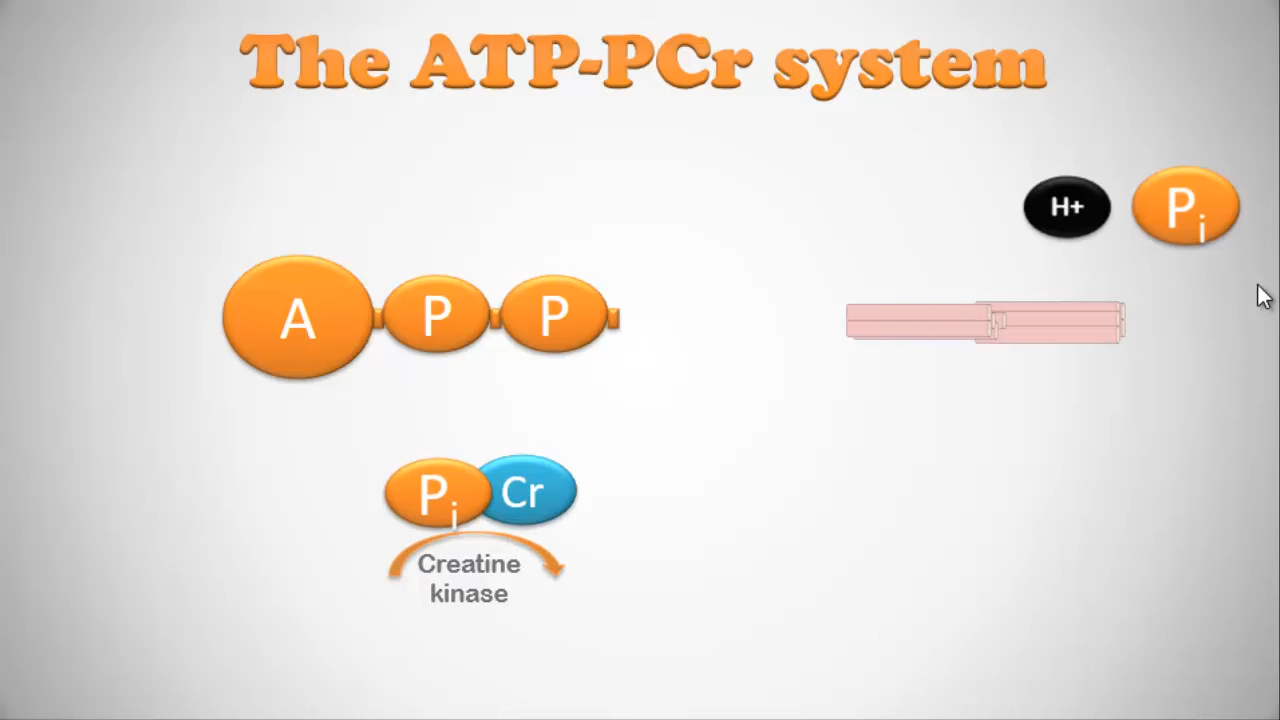 The ATP-PCr system
H+ Pi
A P P
Pi Cr
Creatine
kinase